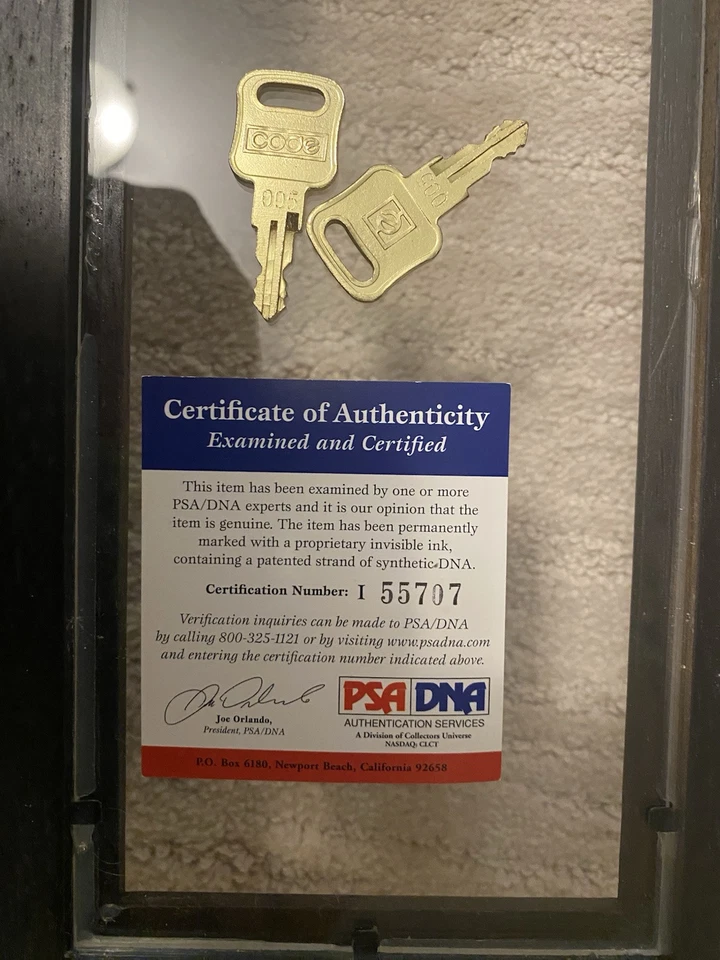 005
Certificate of Authenticity
Examined and Certified
This item has been examined by one or more
PSA/DNA experts and it is our opinion that the
item is genuine. The item has been permanently
marked with a proprietary invisible ink,
containing a patented strand of synthetic DNA.
Certification Number: I 55707
Verification inquiries can be made to PSA/DNA
by calling 800-325-1121 or by visiting www.psadna.com
and entering the certification number indicated above.
Joe Orlando,
President, PSA/DNA
PSA DNA
AUTHENTICATION SERVICES
A Division of Collectors Universe
NASDAQ: CLCT
P.O. Box 6180, Newport Beach, California 92658